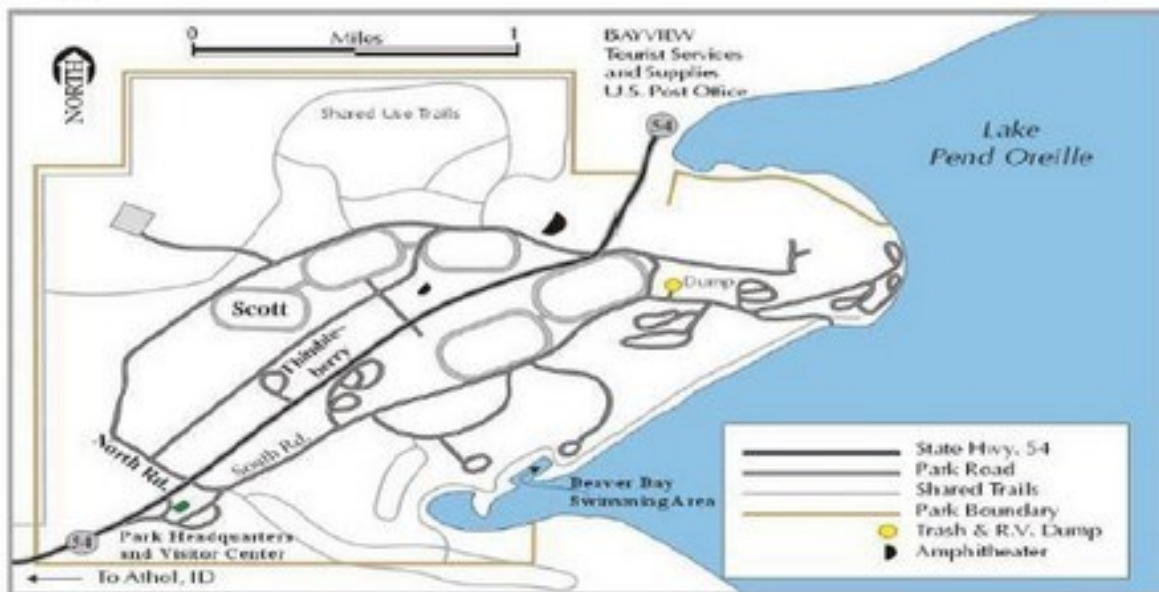 0 Miles 1
NORTH
BAYVIEW
Tourist Services
and Supplies
U.S. Post Office
54
Lake
Pend Oreille
Shared Use Trails
Dump
Scott
Thimble-
berry
North Rd.
South Rd.
Beaver Bay
Swimming Area
54
Park Headquarters
and Visitor Center
To Athol, ID
State Hwy. 54
Park Road
Shared Trails
Park Boundary
Trash & R.V. Dump
Amphitheater